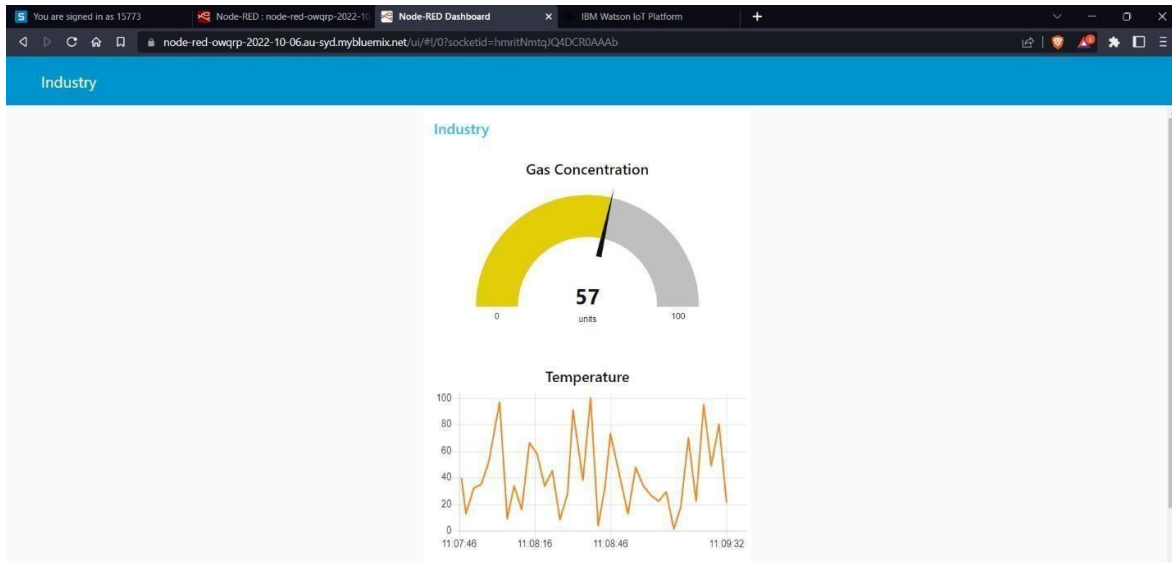 S You are signed in as 15773
Node-RED : node-red-owqrp-2022-10
Node-RED Dashboard
IBM Watson IoT Platform
node-red-owqrp-2022-10-06.au-syd.mybluemix.net/ui/#!/0?socketid=hmritNmtqJQ4DCR0AAAb
Industry
Industry
Gas Concentration
57
0 units 100
Temperature
100
80
60
40
20
0
11:07:46 11:08:16 11:08:46 11:09:32